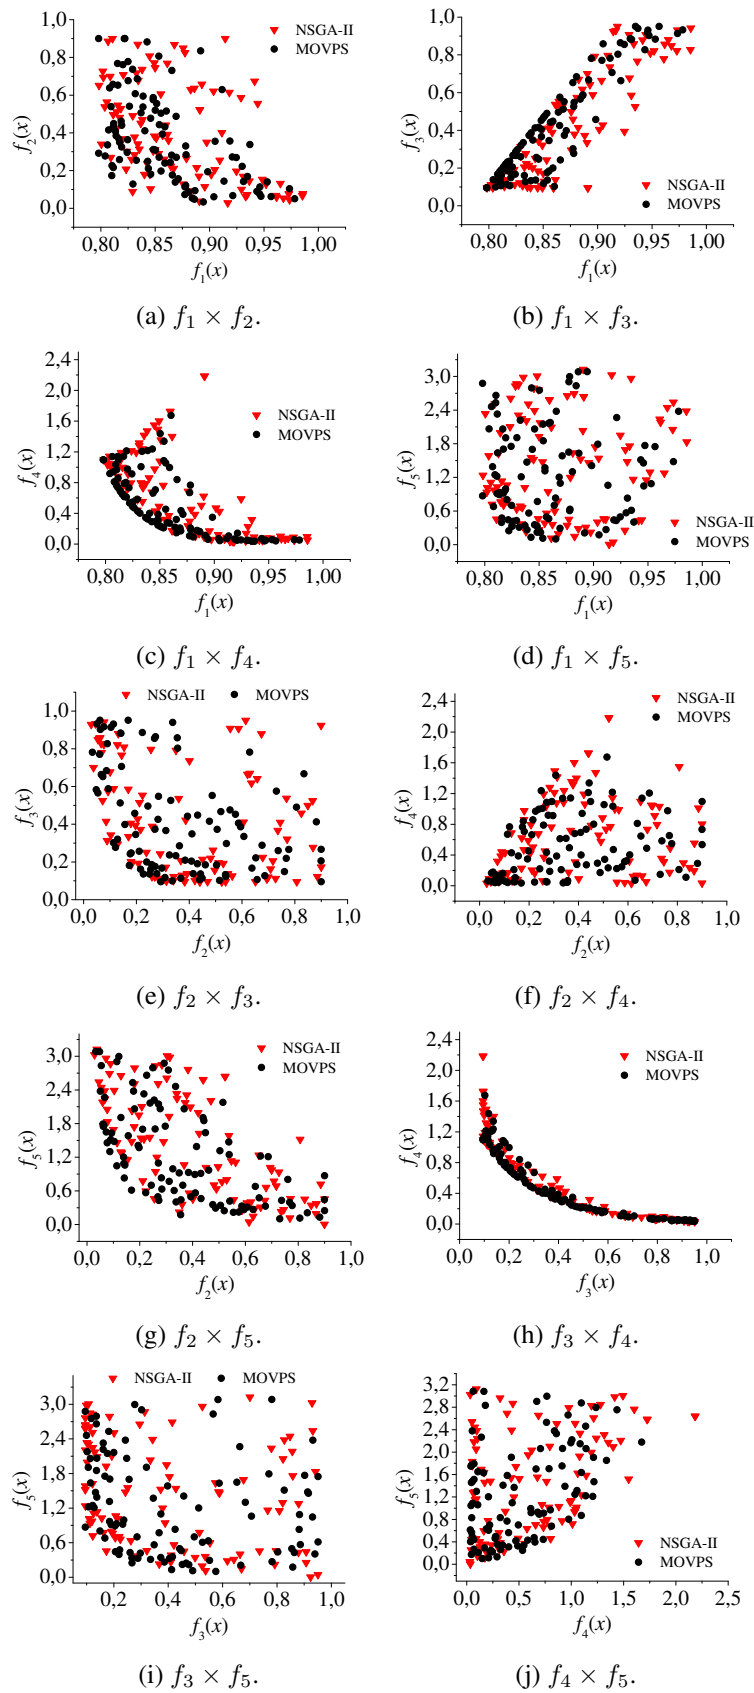 NSGA-II
MOVPS
1,0
0,8
0,6
0,4
0,2
0,0
f₂(x)
0,80 0,85 0,90 0,95 1,00
f₁(x)
(a) f₁ × f₂.
1,0
0,8
0,6
0,4
0,2
0,0
f₃(x)
NSGA-II
MOVPS
0,80 0,85 0,90 0,95 1,00
f₁(x)
(b) f₁ × f₃.
2,4
2,0
1,6
1,2
0,8
0,4
0,0
f₄(x)
NSGA-II
MOVPS
0,80 0,85 0,90 0,95 1,00
f₁(x)
(c) f₁ × f₄.
3,0
2,4
1,8
1,2
0,6
0,0
f₅(x)
NSGA-II
MOVPS
0,80 0,85 0,90 0,95 1,00
f₁(x)
(d) f₁ × f₅.
NSGA-II MOVPS
1,0
0,8
0,6
0,4
0,2
0,0
f₃(x)
0,0 0,2 0,4 0,6 0,8 1,0
f₂(x)
(e) f₂ × f₃.
NSGA-II
MOVPS
2,4
2,0
1,6
1,2
0,8
0,4
0,0
f₄(x)
0,0 0,2 0,4 0,6 0,8 1,0
f₂(x)
(f) f₂ × f₄.
NSGA-II
MOVPS
3,0
2,4
1,8
1,2
0,6
0,0
f₅(x)
0,0 0,2 0,4 0,6 0,8 1,0
f₂(x)
(g) f₂ × f₅.
NSGA-II
MOVPS
2,4
2,0
1,6
1,2
0,8
0,4
0,0
f₄(x)
0,0 0,2 0,4 0,6 0,8 1,0
f₃(x)
(h) f₃ × f₄.
NSGA-II MOVPS
3,0
2,4
1,8
1,2
0,6
0,0
f₅(x)
0,2 0,4 0,6 0,8 1,0
f₃(x)
(i) f₃ × f₅.
3,2
2,8
2,4
2,0
1,6
1,2
0,8
0,4
0,0
f₅(x)
NSGA-II
MOVPS
0,0 0,5 1,0 1,5 2,0 2,5
f₄(x)
(j) f₄ × f₅.